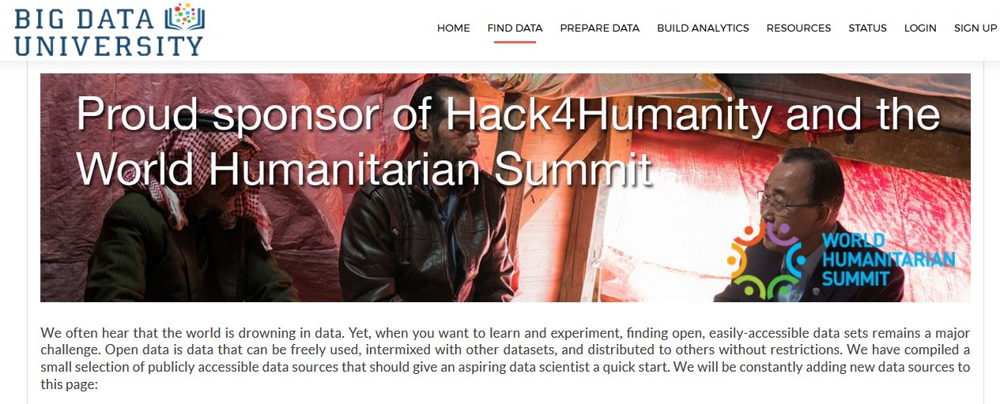 BIG DATA
UNIVERSITY
HOME FIND DATA PREPARE DATA BUILD ANALYTICS RESOURCES STATUS LOGIN SIGN UP
Proud sponsor of Hack4Humanity and the
World Humanitarian Summit
WORLD
HUMANITARIAN
SUMMIT
We often hear that the world is drowning in data. Yet, when you want to learn and experiment, finding open, easily-accessible data sets remains a major
challenge. Open data is data that can be freely used, intermixed with other datasets, and distributed to others without restrictions. We have compiled a
small selection of publicly accessible data sources that should give an aspiring data scientist a quick start. We will be constantly adding new data sources to
this page: